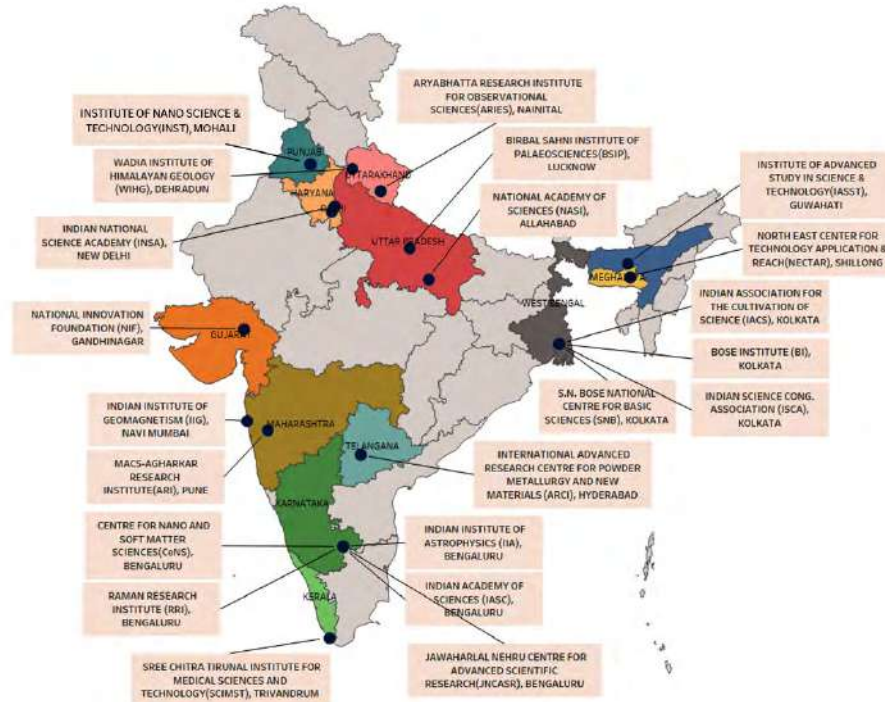 ARYABHATTA RESEARCH INSTITUTE
FOR OBSERVATIONAL
SCIENCES(ARIES), NAINITAL
INSTITUTE OF NANO SCIENCE &
TECHNOLOGY(INST), MOHALI
BIRBAL SAHNI INSTITUTE OF
PALAEOSCIENCES(BSIP),
LUCKNOW
WADIA INSTITUTE OF
HIMALAYAN GEOLOGY (WIHG),
DEHRADUN
INSTITUTE OF ADVANCED
STUDY IN SCIENCE &
TECHNOLOGY(IASST),
GUWAHATI
NATIONAL ACADEMY OF
SCIENCES (NASI),
ALLAHABAD
INDIAN NATIONAL
SCIENCE ACADEMY (INSA),
NEW DELHI
NORTH EAST CENTER FOR
TECHNOLOGY APPLICATION &
REACH(NECTAR), SHILLONG
PUNJAB
UTTARAKHAND
HARYANA
UTTAR PRADESH
WEST BENGAL
GUJARAT
MAHARASHTRA
TELANGANA
KARNATAKA
KERALA
NATIONAL INNOVATION
FOUNDATION (NIF),
GANDHINAGAR
INDIAN ASSOCIATION FOR
THE CULTIVATION OF
SCIENCE (IACS), KOLKATA
BOSE INSTITUTE (BI),
KOLKATA
INDIAN SCIENCE CONG.
ASSOCIATION (ISCA),
KOLKATA
S.N. BOSE NATIONAL
CENTRE FOR BASIC
SCIENCES (SNB), KOLKATA
INDIAN INSTITUTE OF
GEOMAGNETISM (IIG),
NAVI MUMBAI
MACS-AGHARKAR
RESEARCH
INSTITUTE(ARI), PUNE
INTERNATIONAL ADVANCED
RESEARCH CENTRE FOR POWDER
METALLURGY AND NEW
MATERIALS (ARCI), HYDERABAD
CENTRE FOR NANO AND
SOFT MATTER
SCIENCES(CeNS),
BENGALURU
INDIAN INSTITUTE OF
ASTROPHYSICS (IIA),
BENGALURU
RAMAN RESEARCH
INSTITUTE (RRI),
BENGALURU
INDIAN ACADEMY OF
SCIENCES (IASC),
BENGALURU
SREE CHITRA TIRUNAL INSTITUTE FOR
MEDICAL SCIENCES AND
TECHNOLOGY(SCIMST), TRIVANDRUM
JAWAHARLAL NEHRU CENTRE FOR
ADVANCED SCIENTIFIC
RESEARCH(JNCASR), BENGALURU